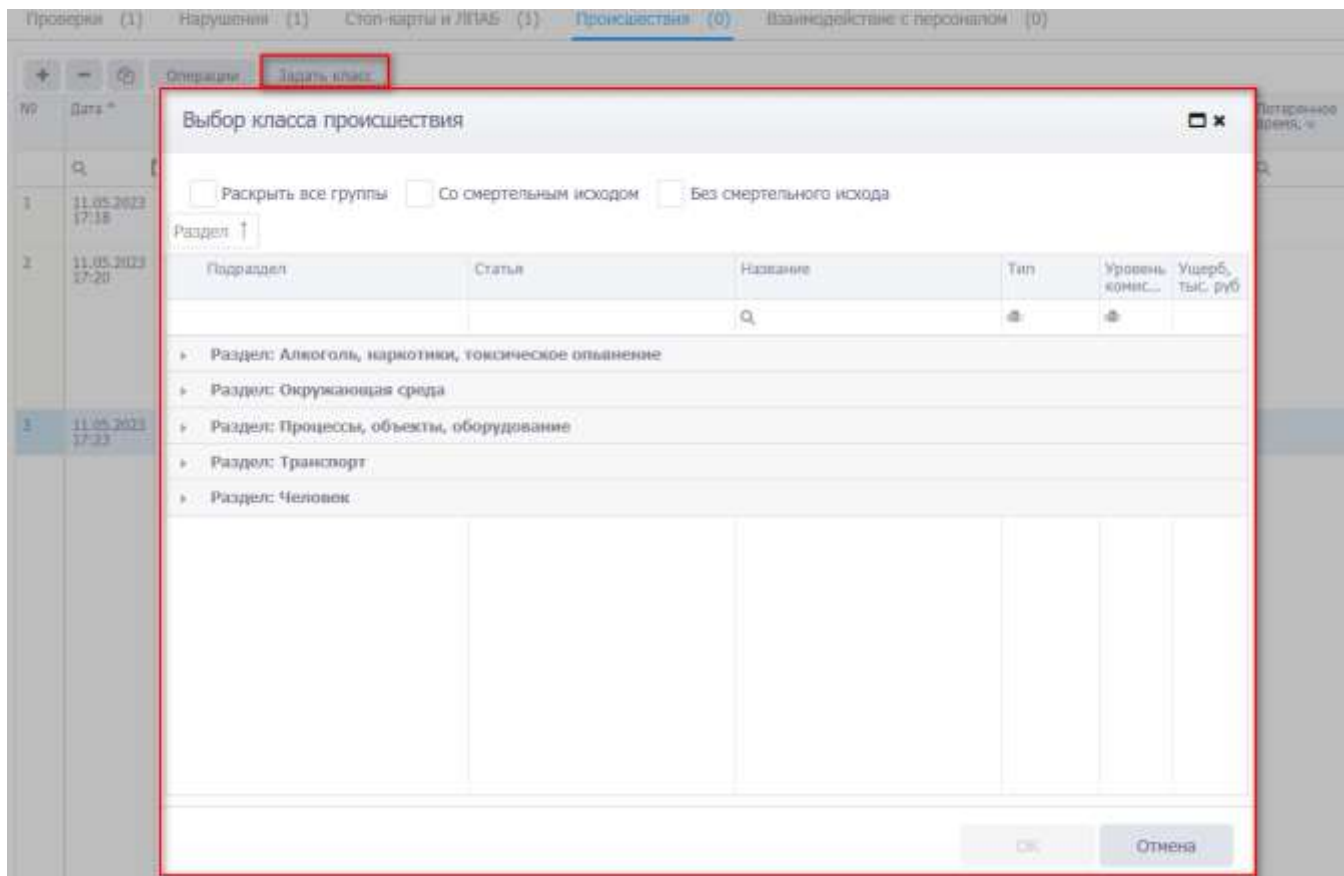 Проверки (1) Нарушения (1) Стоп-карты и ЛПАБ (1) Происшествия (0) Взаимодействие с персоналом (0)
+ - Операции Задать класс
№ Дата Потерянное
время, ч
Выбор класса происшествия
Раскрыть все группы Со смертельным исходом Без смертельного исхода
Раздел ↑
Подраздел Статья Название Тип Уровень Ущерб,
комис... тыс. руб
1 11.05.2023
17:18
2 11.05.2023
17:20
Раздел: Алкоголь, наркотики, токсическое опьянение
Раздел: Окружающая среда
Раздел: Процессы, объекты, оборудование
3 11.05.2023
17:23
Раздел: Транспорт
Раздел: Человек
ОК Отмена